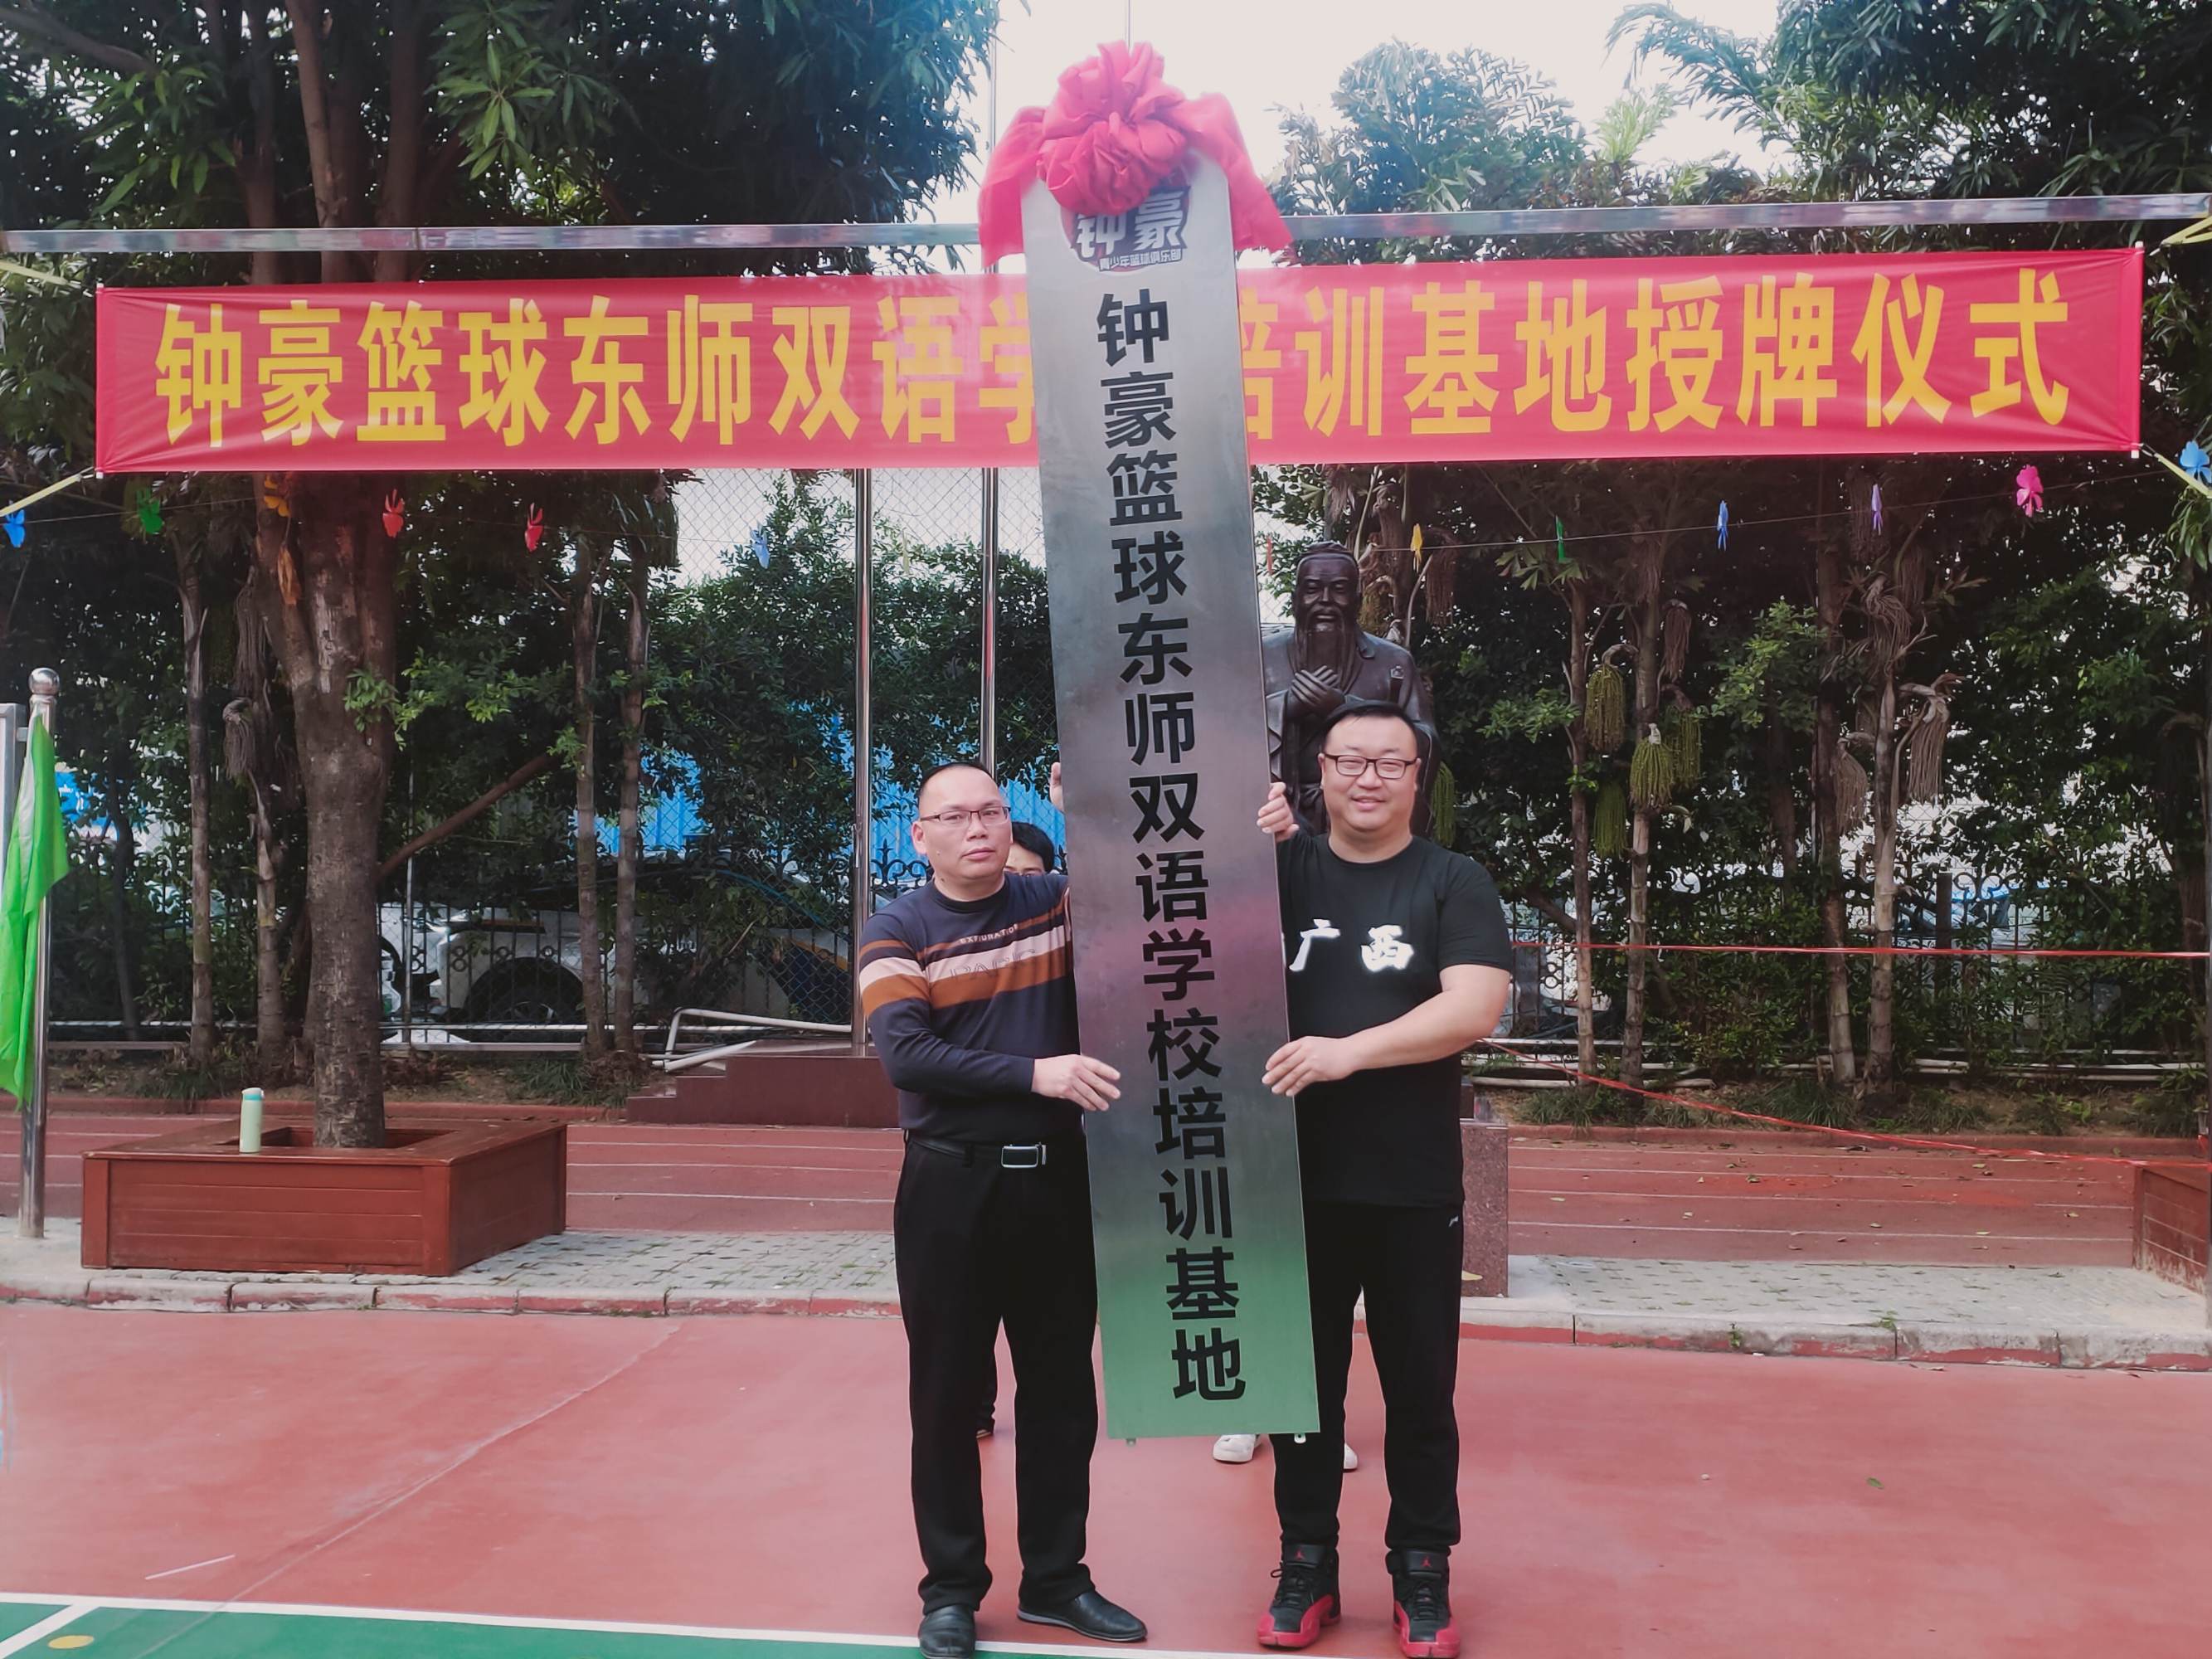 钟豪篮球东师双语学 培训基地授牌仪式
钟豪
青少年篮球俱乐部
钟豪篮球东师双语学校培训基地
EXPLORATION
广西